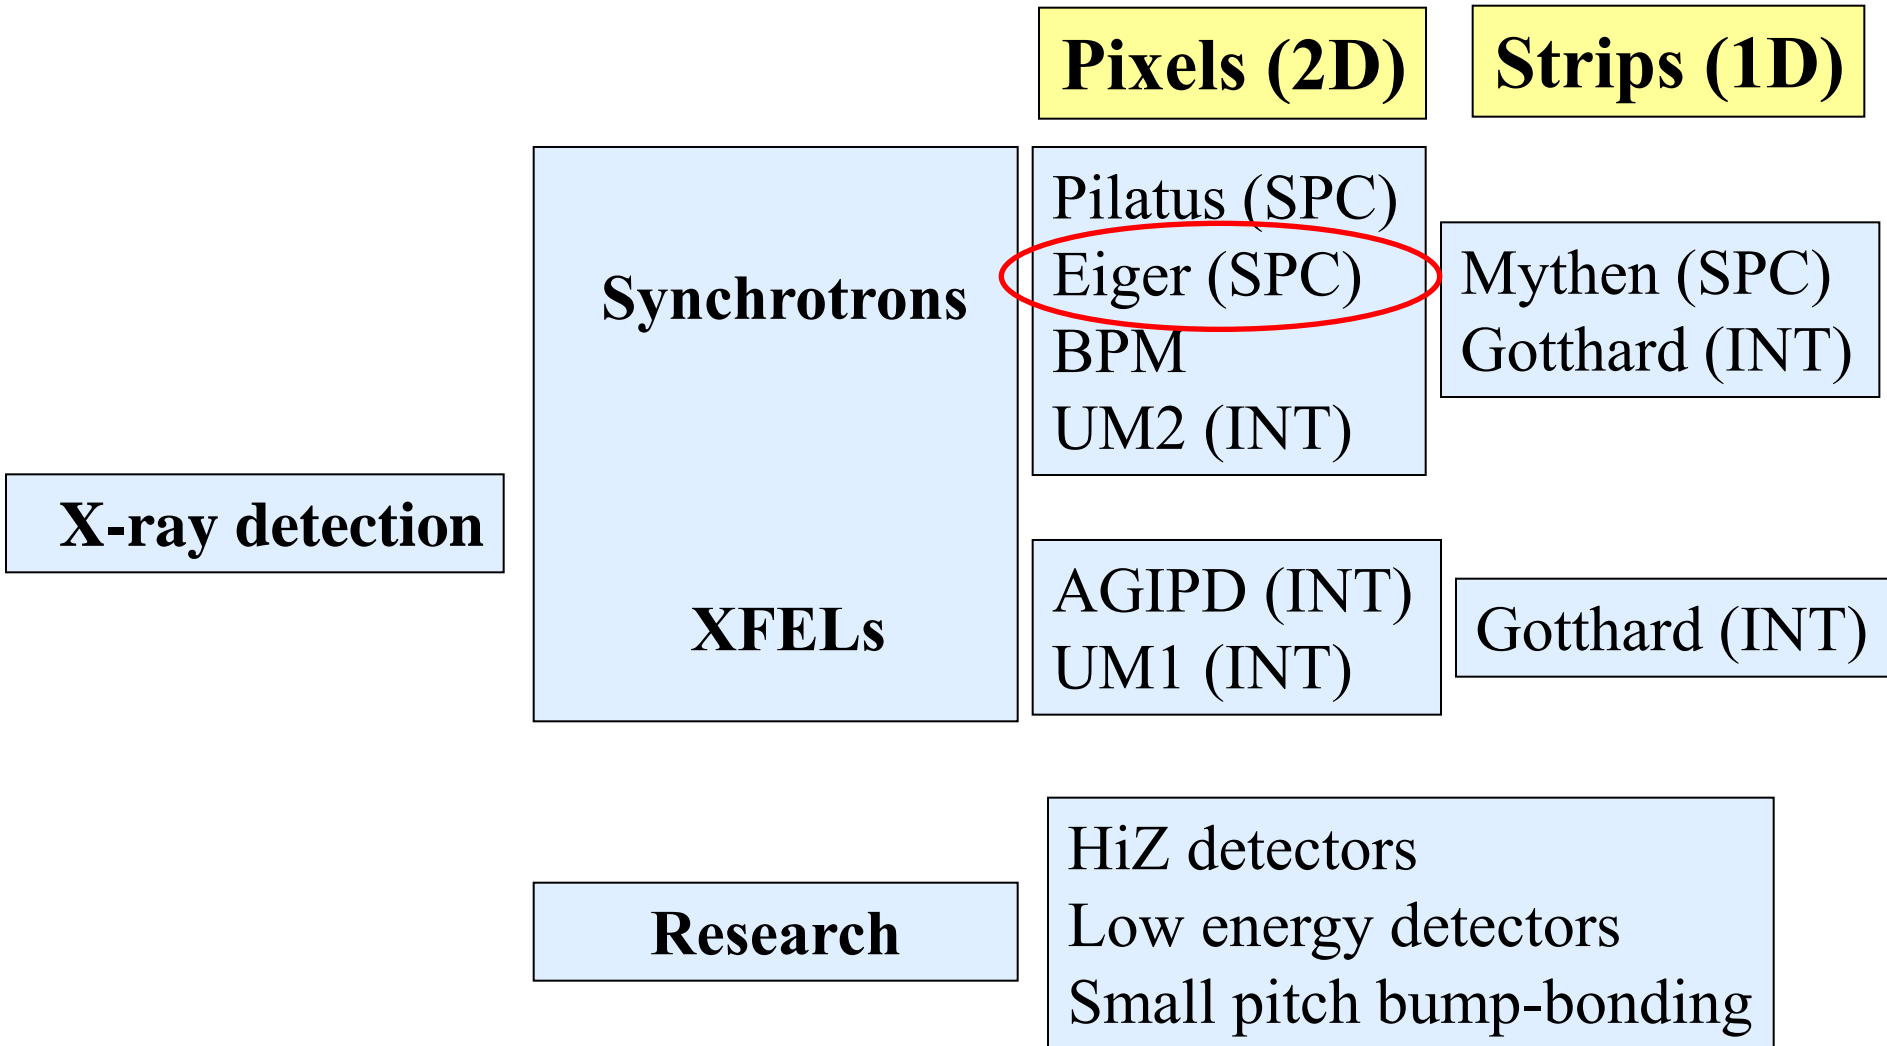 Pixels (2D)
Strips (1D)
X-ray detection
Synchrotrons
Pilatus (SPC)
Eiger (SPC)
BPM
UM2 (INT)
Mythen (SPC)
Gotthard (INT)
XFELs
AGIPD (INT)
UM1 (INT)
Gotthard (INT)
Research
HiZ detectors
Low energy detectors
Small pitch bump-bonding